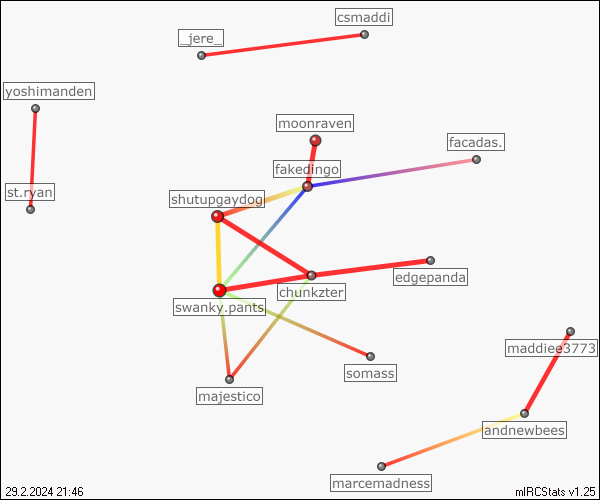 csmaddi
_jere_
yoshimanden
moonraven
facadas.
fakedingo
st.ryan
shutupgaydog
edgepanda
chunkzter
swanky.pants
maddiee3773
somass
majestico
andnewbees
marcemadness
29.2.2024 21:46
mIRCStats v1.25